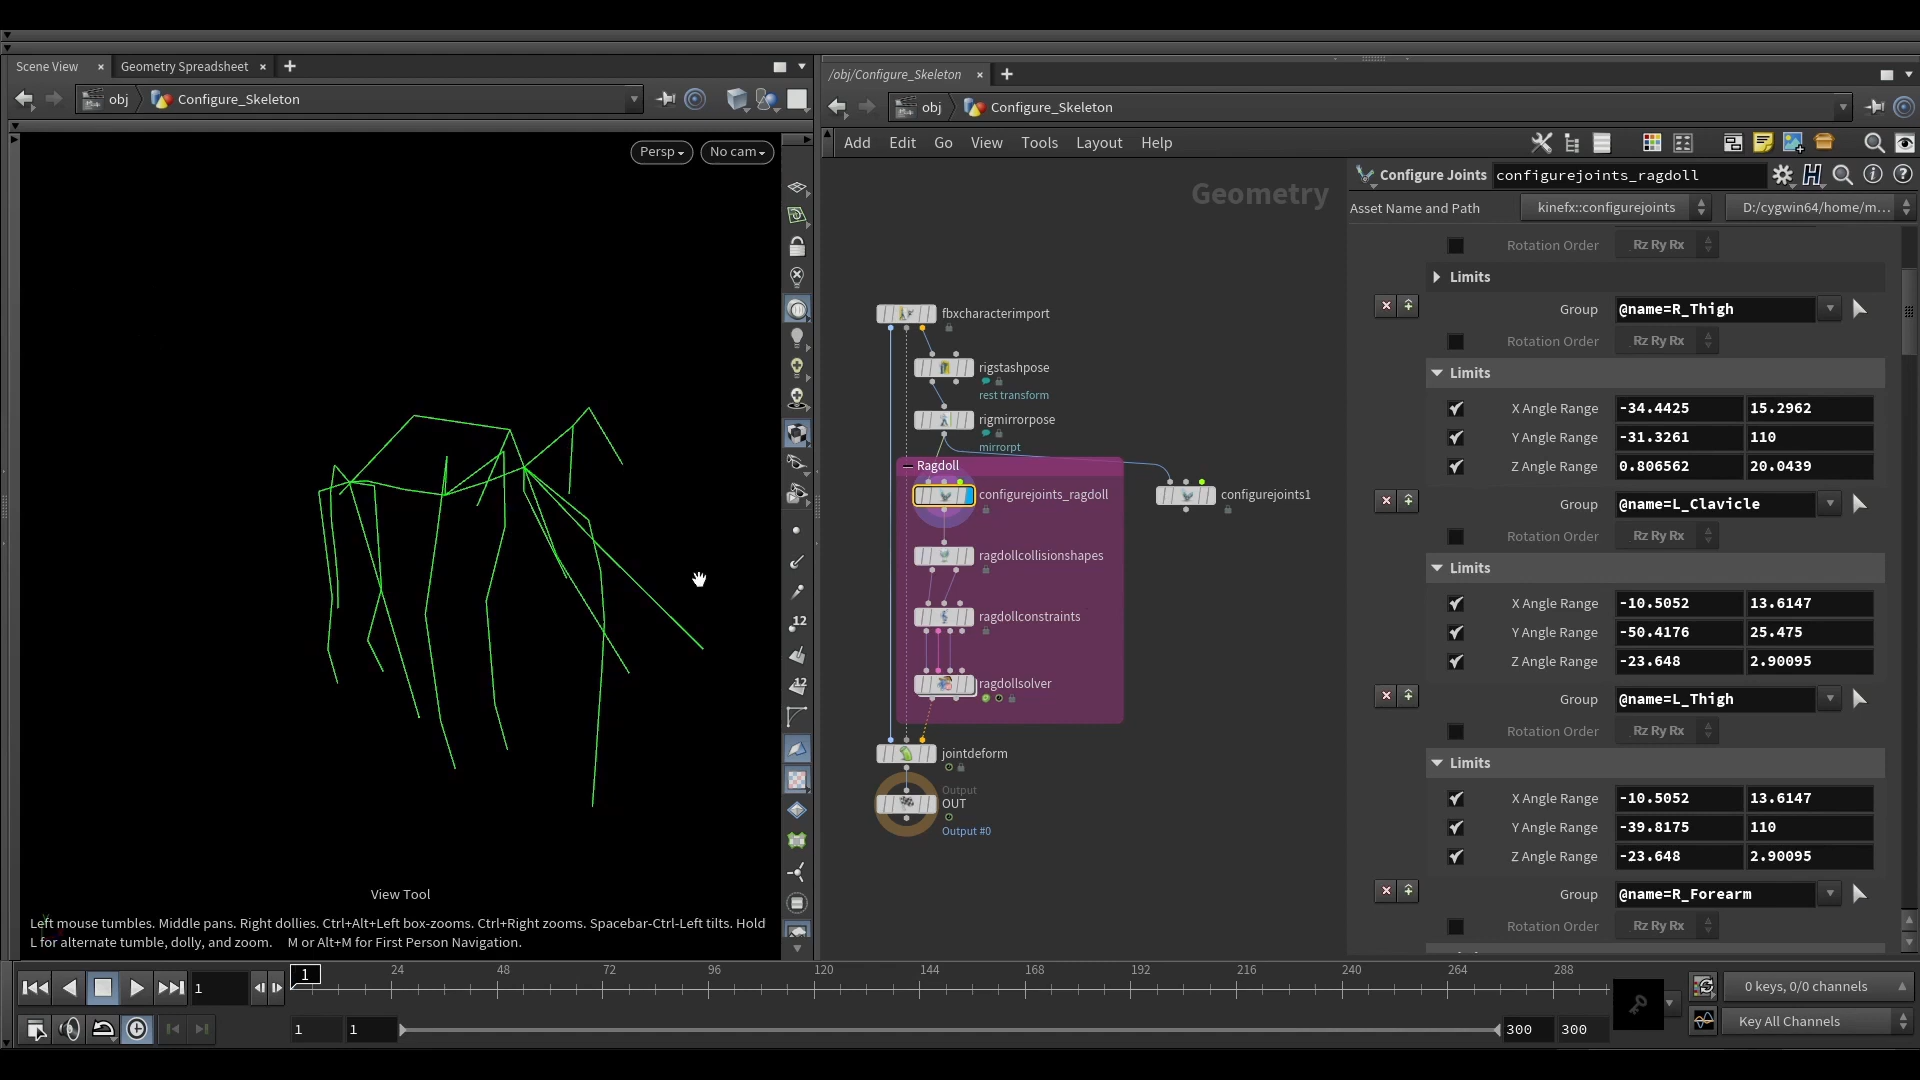 Scene View × Geometry Spreadsheet × +
obj Configure_Skeleton
Persp No cam
View Tool
Left mouse tumbles. Middle pans. Right dollies. Ctrl+Alt+Left box-zooms. Ctrl+Right zooms. Spacebar-Ctrl-Left tilts. Hold
L for alternate tumble, dolly, and zoom. M or Alt+M for First Person Navigation.
12
12
/obj/Configure_Skeleton × +
obj Configure_Skeleton
Add Edit Go View Tools Layout Help
Geometry
fbxcharacterimport
rigstashpose
rest transform
rigmirrorpose
mirrorpt
Ragdoll
configurejoints_ragdoll
configurejoints1
ragdollcollisionshapes
ragdollconstraints
ragdollsolver
jointdeform
Output
OUT
Output #0
Configure Joints configurejoints_ragdoll
Asset Name and Path kinefx::configurejoints D:/cygwin64/home/m...
Rotation Order Rz Ry Rx
Limits
Group @name=R_Thigh
Rotation Order Rz Ry Rx
Limits
X Angle Range -34.4425 15.2962
Y Angle Range -31.3261 110
Z Angle Range 0.806562 20.0439
Group @name=L_Clavicle
Rotation Order Rz Ry Rx
Limits
X Angle Range -10.5052 13.6147
Y Angle Range -50.4176 25.475
Z Angle Range -23.648 2.90095
Group @name=L_Thigh
Rotation Order Rz Ry Rx
Limits
X Angle Range -10.5052 13.6147
Y Angle Range -39.8175 110
Z Angle Range -23.648 2.90095
Group @name=R_Forearm
Rotation Order Rz Ry Rx
1 1 24 48 72 96 120 144 168 192 216 240 264 288
0 keys, 0/0 channels
1 1 300 300
Key All Channels